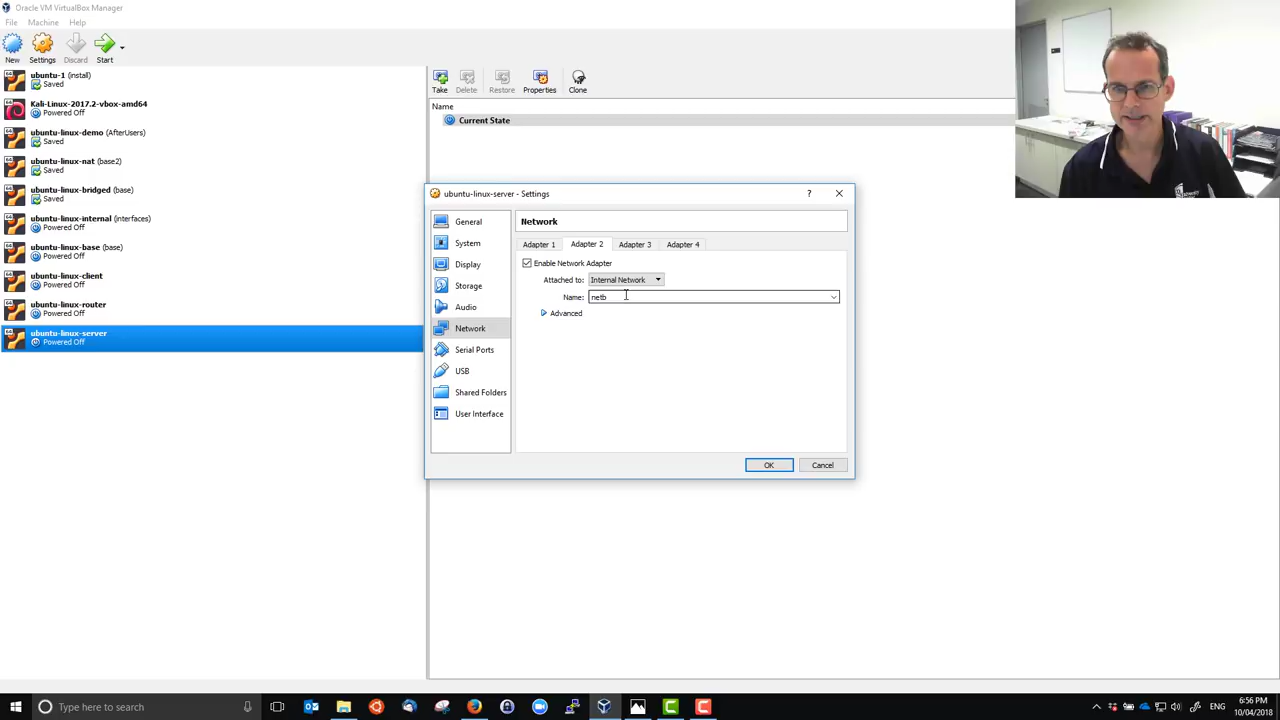 Oracle VM VirtualBox Manager
File Machine Help
New Settings Discard Start
Take Delete Restore Properties Clone
Name
Current State
ubuntu-1 (install)
Saved
Kali-Linux-2017.2-vbox-amd64
Powered Off
ubuntu-linux-demo (AfterUsers)
Saved
ubuntu-linux-nat (base2)
Saved
ubuntu-linux-bridged (base)
Saved
ubuntu-linux-internal (interfaces)
Powered Off
ubuntu-linux-base (base)
Powered Off
ubuntu-linux-client
Powered Off
ubuntu-linux-router
Powered Off
ubuntu-linux-server
Powered Off
ubuntu-linux-server - Settings
General
System
Display
Storage
Audio
Network
Serial Ports
USB
Shared Folders
User Interface
Network
Adapter 1 Adapter 2 Adapter 3 Adapter 4
Enable Network Adapter
Attached to: Internal Network
Name: netb
Advanced
OK Cancel
Type here to search
ENG
6:56 PM
10/04/2018